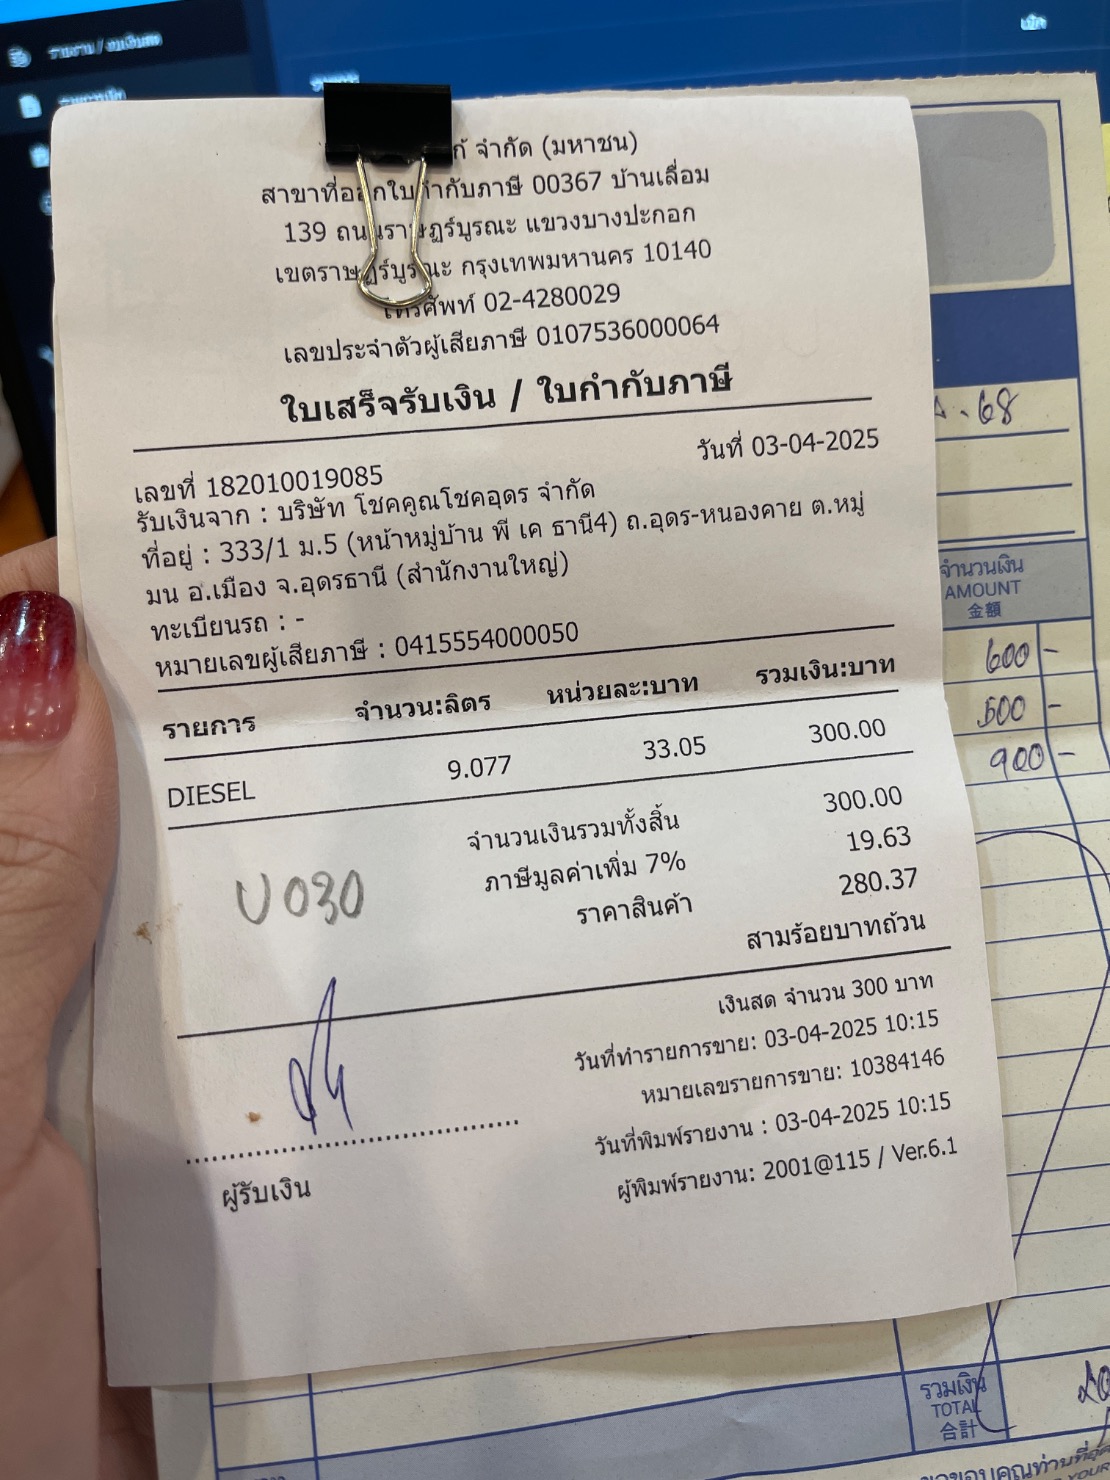 รายงาน / งบเงินสด
ก้ จำกัด (มหาชน)
สาขาที่ออกใบกำกับภาษี 00367 บ้านเลื่อม
139 ถนนราษฎร์บูรณะ แขวงบางปะกอก
เขตราษฎร์บูรณะ กรุงเทพมหานคร 10140
โทรศัพท์ 02-4280029
เลขประจำตัวผู้เสียภาษี 0107536000064
ใบเสร็จรับเงิน / ใบกำกับภาษี
วันที่ 03-04-2025
เลขที่ 182010019085
รับเงินจาก : บริษัท โชคคูณโชคอุดร จำกัด
ที่อยู่ : 333/1 ม.5 (หน้าหมู่บ้าน พี เค ธานี4) ถ.อุดร-หนองคาย ต.หมู่
มน อ.เมือง จ.อุดรธานี (สำนักงานใหญ่)
ทะเบียนรถ : -
หมายเลขผู้เสียภาษี : 0415554000050
รายการ จำนวน:ลิตร หน่วยละ:บาท รวมเงิน:บาท
DIESEL 9.077 33.05 300.00
จำนวนเงินรวมทั้งสิ้น 300.00
ภาษีมูลค่าเพิ่ม 7% 19.63
ราคาสินค้า 280.37
สามร้อยบาทถ้วน
U030
เงินสด จำนวน 300 บาท
วันที่ทำรายการขาย: 03-04-2025 10:15
หมายเลขรายการขาย: 10384146
วันที่พิมพ์รายงาน : 03-04-2025 10:15
ผู้พิมพ์รายงาน: 2001@115 / Ver.6.1
ผู้รับเงิน
68
จำนวนเงิน
AMOUNT
金額
600 -
500 -
900 -
รวมเงิน
TOTAL
合計